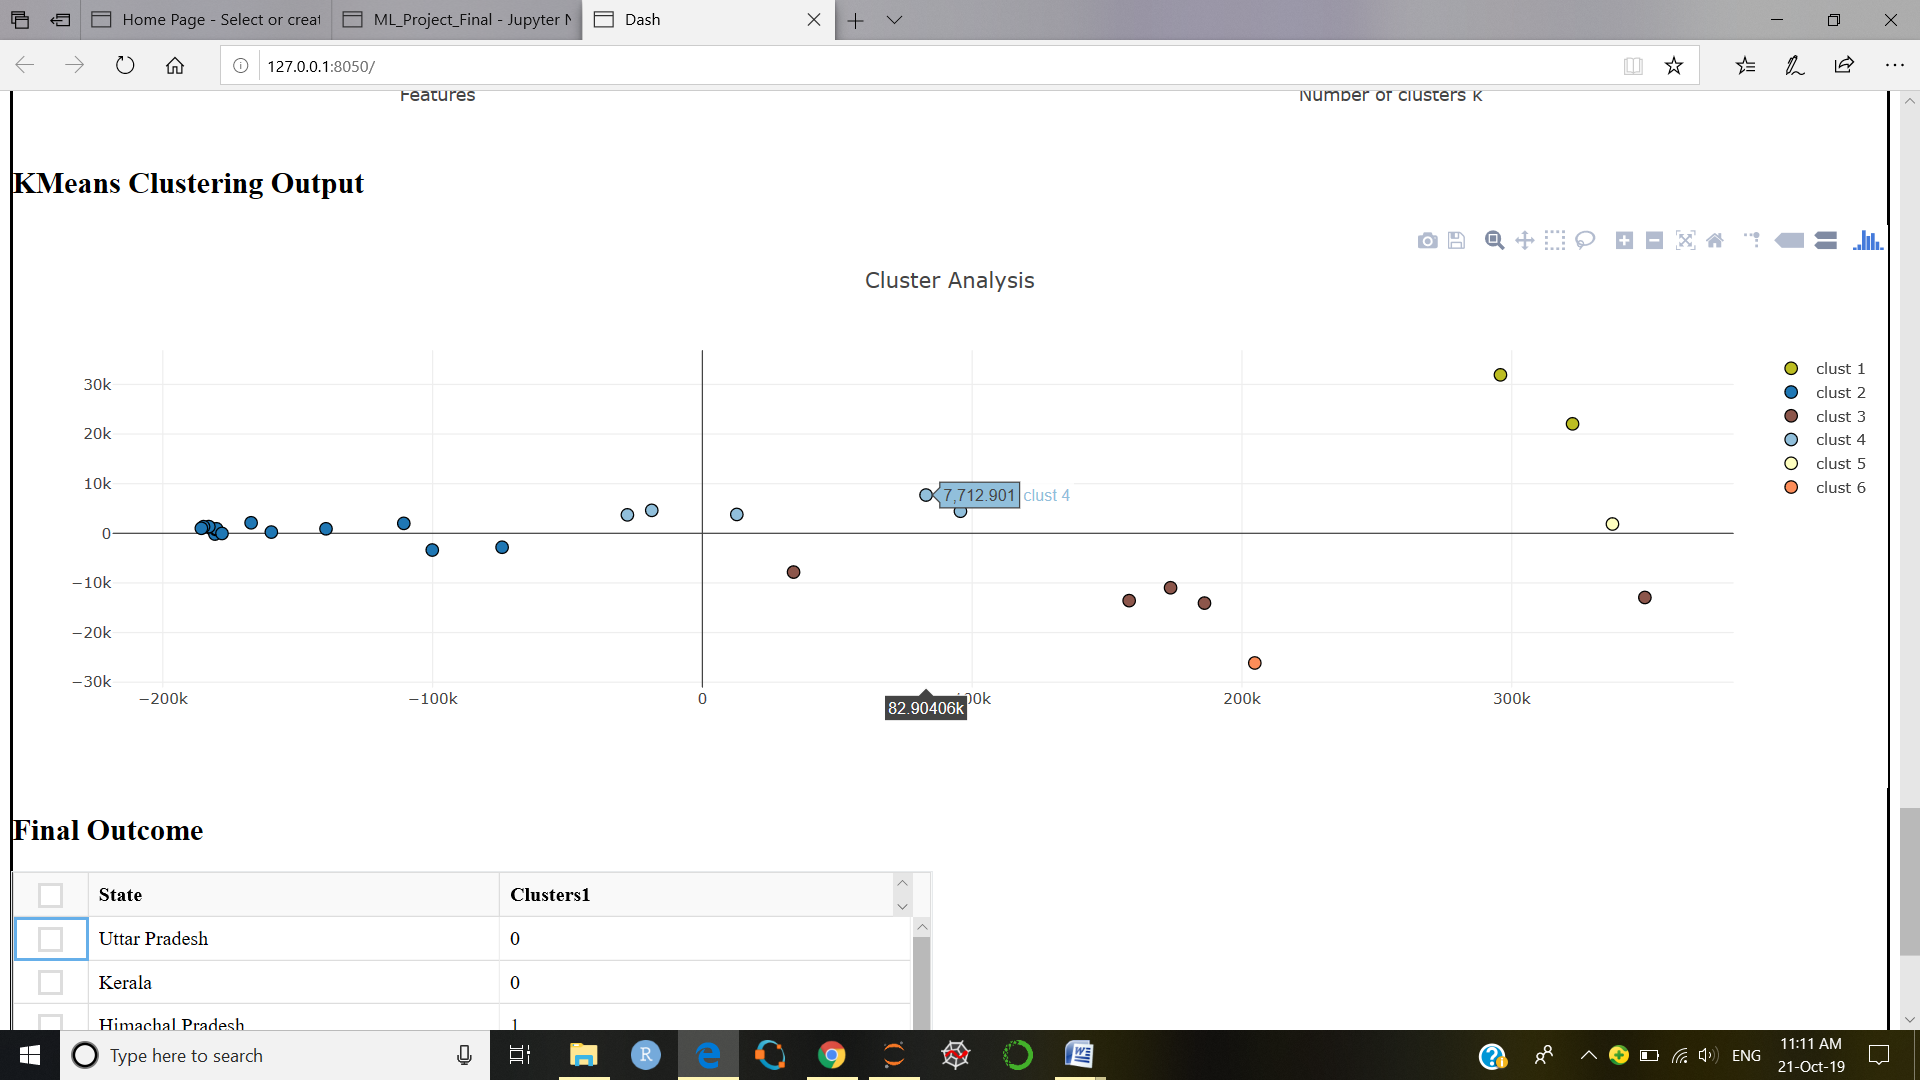 Home Page - Select or creat
ML_Project_Final - Jupyter N
Dash
127.0.0.1:8050/
Features
Number of clusters k
KMeans Clustering Output
Cluster Analysis
30k
20k
10k
0
−10k
−20k
−30k
7,712.901 clust 4
clust 1
clust 2
clust 3
clust 4
clust 5
clust 6
−200k
−100k
0
82.90406k
200k
300k
Final Outcome
State Clusters1
Uttar Pradesh 0
Kerala 0
Himachal Pradesh 1
Type here to search
R
W
ENG
11:11 AM
21-Oct-19